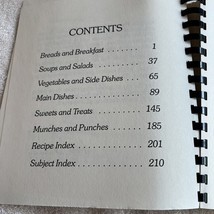 CONTENTS
Breads and Breakfast . . . . . . . 1
Soups and Salads . . . . . . . . 37
Vegetables and Side Dishes . . . . 65
Main Dishes . . . . . . . . . . 89
Sweets and Treats . . . . . . . 145
Munches and Punches . . . . . 185
Recipe Index . . . . . . . . . 201
Subject Index . . . . . . . . 210